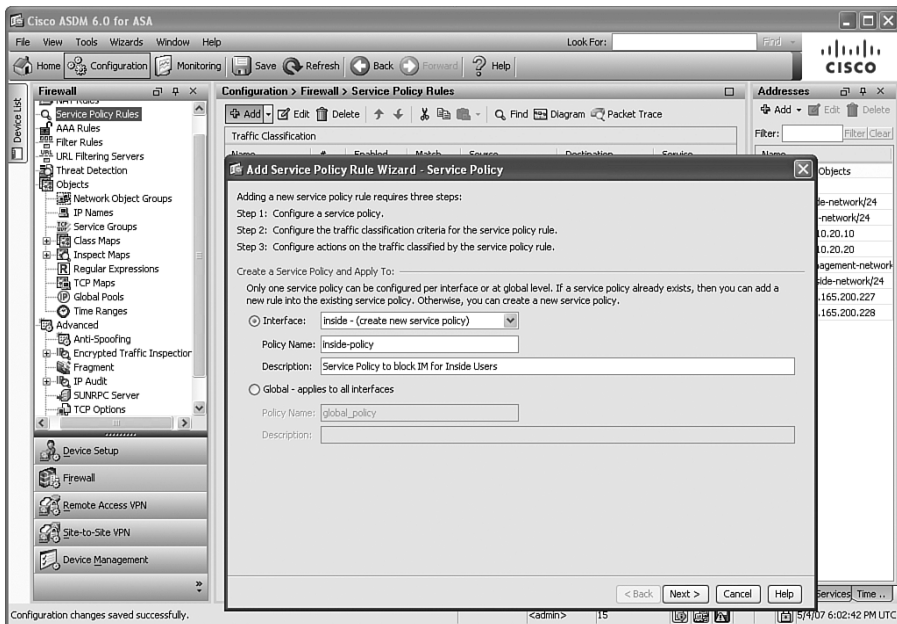 Cisco ASDM 6.0 for ASA
File View Tools Wizards Window Help
Look For:
Find
Home Configuration Monitoring Save Refresh Back Forward Help
CISCO
Device List
Firewall
NAT Rules
Service Policy Rules
AAA Rules
Filter Rules
URL Filtering Servers
Threat Detection
Objects
Network Object Groups
IP Names
Service Groups
Class Maps
Inspect Maps
Regular Expressions
TCP Maps
Global Pools
Time Ranges
Advanced
Anti-Spoofing
Encrypted Traffic Inspection
Fragment
IP Audit
SUNRPC Server
TCP Options
Device Setup
Firewall
Remote Access VPN
Site-to-Site VPN
Device Management
Configuration > Firewall > Service Policy Rules
Add Edit Delete Find Diagram Packet Trace
Traffic Classification
Name # Enabled Match Source Destination Service
Addresses
Add Edit Delete
Filter: Filter Clear
Name
Objects
de-network/24
-network/24
0.20.10
0.20.20
agement-network
side-network/24
.165.200.227
.165.200.228
Services Time ..
Add Service Policy Rule Wizard - Service Policy
Adding a new service policy rule requires three steps:
Step 1: Configure a service policy.
Step 2: Configure the traffic classification criteria for the service policy rule.
Step 3: Configure actions on the traffic classified by the service policy rule.
Create a Service Policy and Apply To:
Only one service policy can be configured per interface or at global level. If a service policy already exists, then you can add a
new rule into the existing service policy. Otherwise, you can create a new service policy.
Interface: inside - (create new service policy)
Policy Name: inside-policy
Description: Service Policy to block IM for Inside Users
Global - applies to all interfaces
Policy Name: global_policy
Description:
< Back Next > Cancel Help
Configuration changes saved successfully.
<admin> 15
5/4/07 6:02:42 PM UTC